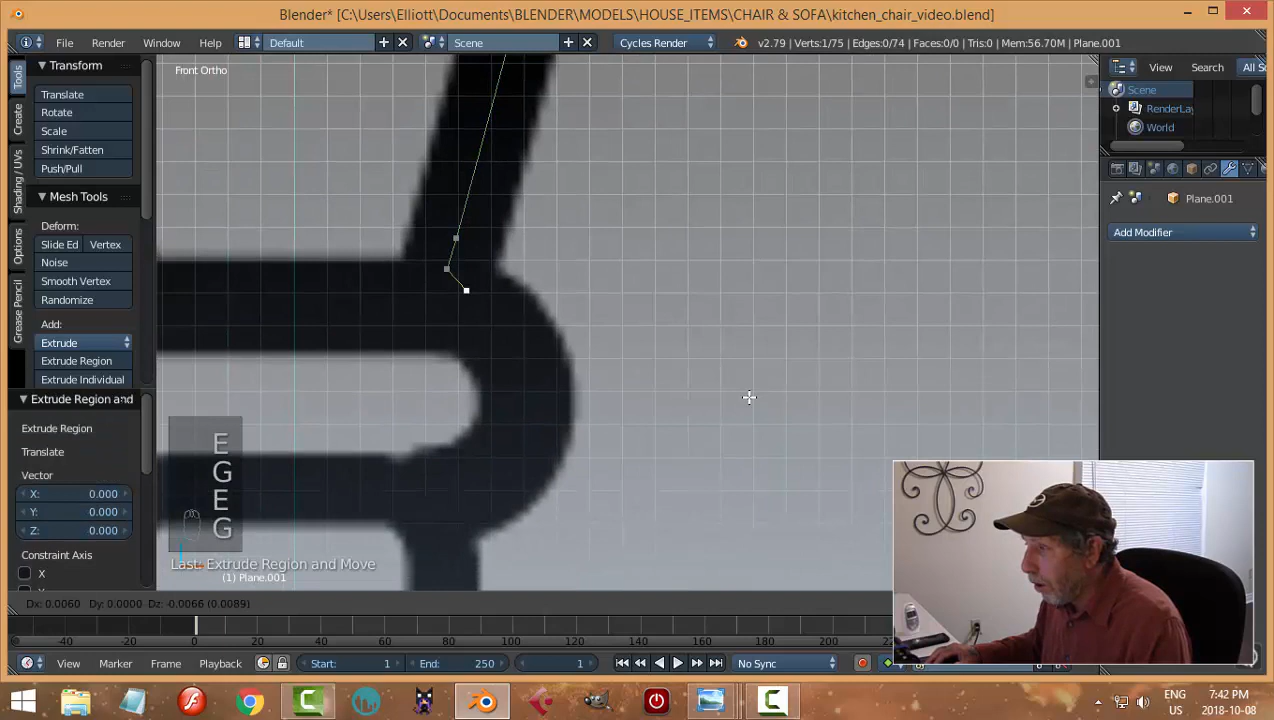 Blender* [C:\Users\Elliott\Documents\BLENDER\MODELS\HOUSE_ITEMS\CHAIR & SOFA\kitchen_chair_video.blend]
File Render Window Help Default Scene Cycles Render v2.79 | Verts:1/75 | Edges:0/74 | Faces:0/0 | Tris:0 | Mem:56.70M | Plane.001
Tools
Create
Shading / UVs
Options
Grease Pencil
Transform
Translate
Rotate
Scale
Shrink/Fatten
Push/Pull
Mesh Tools
Deform:
Slide Ed Vertex
Noise
Smooth Vertex
Randomize
Add:
Extrude
Extrude Region
Extrude Individual
Extrude Region and
Extrude Region
Translate
Vector
X: 0.000
Y: 0.000
Z: 0.000
Constraint Axis
X
Front Ortho
E
G
E
G
Last: Extrude Region and Move
(1) Plane.001
Dx: 0.0060 Dy: 0.0000 Dz: -0.0066 (0.0089)
View Search All S
Scene
RenderLay
World
Plane.001
Add Modifier
-40 -20 0 20 40 60 80 100 120 140 160 180 200
View Marker Frame Playback Start: 1 End: 250 1 No Sync
ENG
US
7:42 PM
2018-10-08